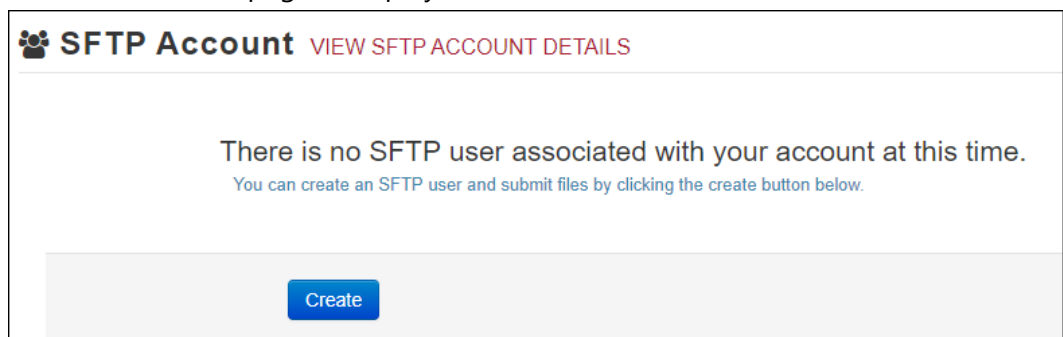 SFTP Account VIEW SFTP ACCOUNT DETAILS
There is no SFTP user associated with your account at this time.
You can create an SFTP user and submit files by clicking the create button below.
Create